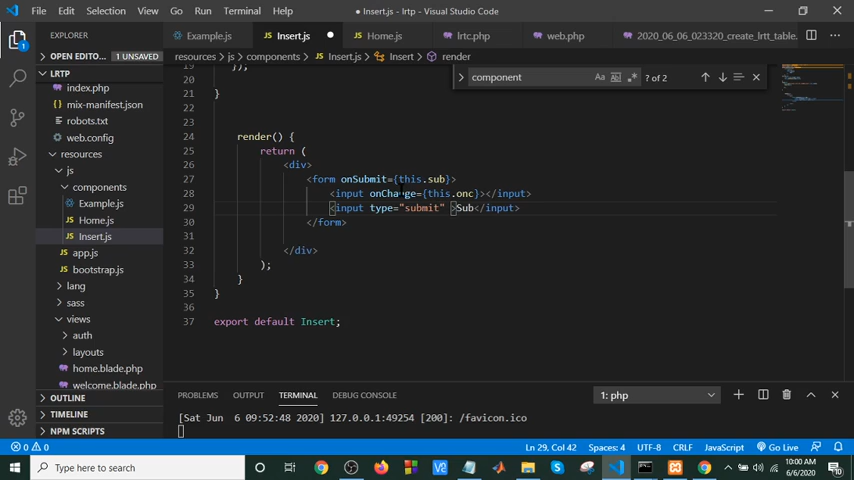 File Edit Selection View Go Run Terminal Help
● Insert.js - lrtp - Visual Studio Code
EXPLORER ···
OPEN EDITO... 1 UNSAVED
LRTP
index.php
mix-manifest.json
robots.txt
web.config
resources
js
components
Example.js
Home.js
Insert.js
app.js
bootstrap.js
lang
sass
views
auth
layouts
home.blade.php
welcome.blade.php
OUTLINE
TIMELINE
NPM SCRIPTS
Example.js Insert.js ● Home.js lrtc.php web.php 2020_06_06_023320_create_lrtt_table.
resources > js > components > Insert.js > Insert > render
component Aa ? of 2
19 });
20
21 }
22
23
24 render() {
25 return (
26 <div>
27 <form onSubmit={this.sub}>
28 <input onChange={this.onc}></input>
29 <input type="submit" >Sub</input>
30 </form>
31
32 </div>
33 );
34 }
35 }
36
37 export default Insert;
PROBLEMS OUTPUT TERMINAL DEBUG CONSOLE 1: php
[Sat Jun 6 09:52:48 2020] 127.0.0.1:49254 [200]: /favicon.ico
0 0 Ln 29, Col 42 Spaces: 4 UTF-8 CRLF JavaScript Go Live
Type here to search
10:00 AM
6/6/2020